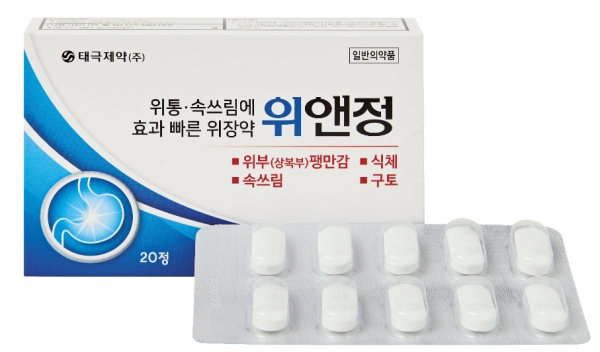 태극제약(주)
일반의약품
위통·속쓰림에
효과 빠른 위장약
위앤정
▪위부(상복부)팽만감 ▪식체
▪속쓰림 ▪구토
20정